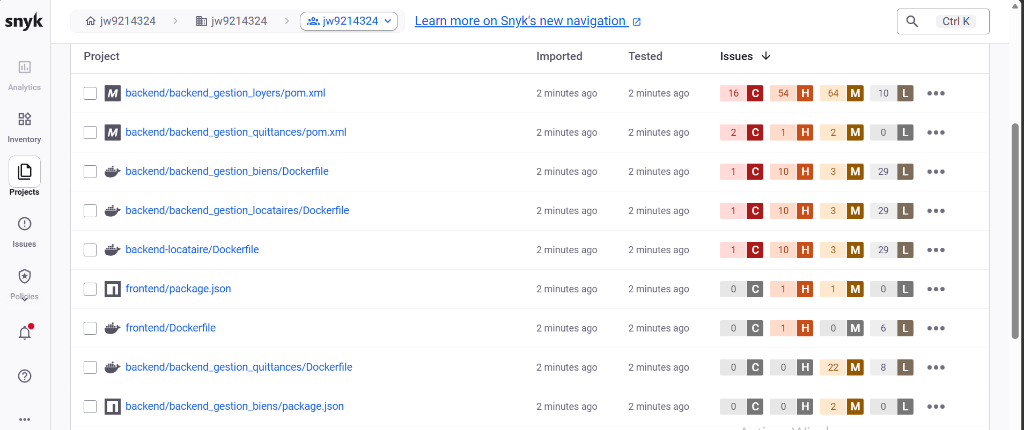 snyk
jw9214324 > jw9214324 > jw9214324 Learn more on Snyk's new navigation Ctrl K
Analytics
Inventory
Projects
Issues
Policies
Project Imported Tested Issues
backend/backend_gestion_loyers/pom.xml 2 minutes ago 2 minutes ago 16 C 54 H 64 M 10 L
backend/backend_gestion_quittances/pom.xml 2 minutes ago 2 minutes ago 2 C 1 H 2 M 0 L
backend/backend_gestion_biens/Dockerfile 2 minutes ago 2 minutes ago 1 C 10 H 3 M 29 L
backend/backend_gestion_locataires/Dockerfile 2 minutes ago 2 minutes ago 1 C 10 H 3 M 29 L
backend-locataire/Dockerfile 2 minutes ago 2 minutes ago 1 C 10 H 3 M 29 L
frontend/package.json 2 minutes ago 2 minutes ago 0 C 1 H 1 M 0 L
frontend/Dockerfile 2 minutes ago 2 minutes ago 0 C 1 H 0 M 6 L
backend/backend_gestion_quittances/Dockerfile 2 minutes ago 2 minutes ago 0 C 0 H 22 M 8 L
backend/backend_gestion_biens/package.json 2 minutes ago 2 minutes ago 0 C 0 H 2 M 0 L